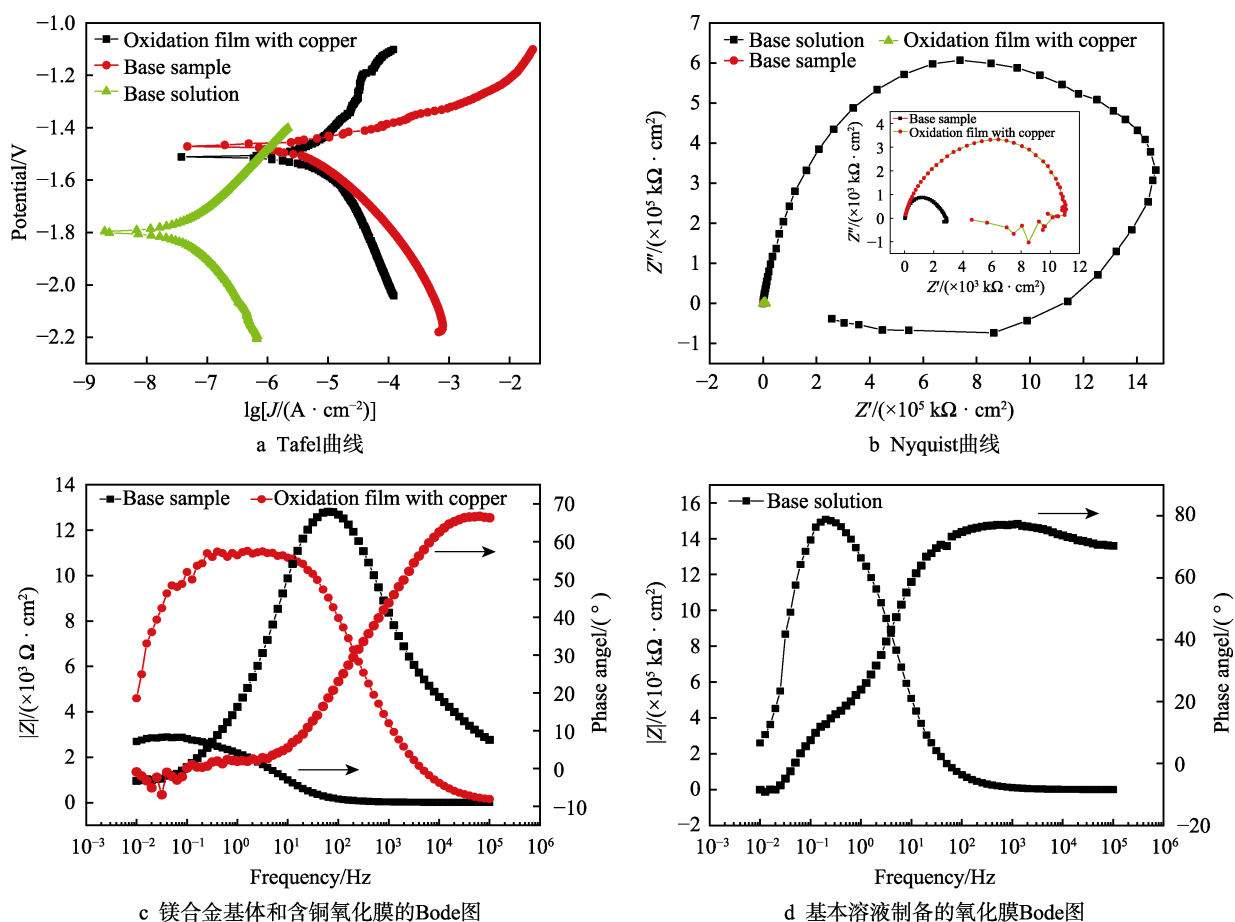 −1.0
−1.2
−1.4
−1.6
−1.8
−2.0
−2.2
Potential/V
Oxidation film with copper
Base sample
Base solution
−9 −8 −7 −6 −5 −4 −3 −2
lg[J/(A · cm⁻²)]
a Tafel曲线
7
6
5
4
3
2
1
0
−1
Z″/(×10⁵ kΩ · cm²)
Base solution Oxidation film with copper
Base sample
4
3
2
1
0
−1
Z″/(×10³ kΩ · cm²)
Base sample
Oxidation film with copper
0 2 4 6 8 10 12
Z′/(×10³ kΩ · cm²)
−2 0 2 4 6 8 10 12 14
Z′/(×10⁵ kΩ · cm²)
b Nyquist曲线
14
12
10
8
6
4
2
0
|Z|/(×10³ Ω · cm²)
Base sample Oxidation film with copper
70
60
50
40
30
20
10
0
−10
Phase angel/( ° )
10⁻³ 10⁻² 10⁻¹ 10⁰ 10¹ 10² 10³ 10⁴ 10⁵ 10⁶
Frequency/Hz
c 镁合金基体和含铜氧化膜的Bode图
16
14
12
10
8
6
4
2
0
−2
|Z|/(×10⁵ kΩ · cm²)
Base solution
80
60
40
20
0
−20
Phase angel/( ° )
10⁻³ 10⁻² 10⁻¹ 10⁰ 10¹ 10² 10³ 10⁴ 10⁵ 10⁶
Frequency/Hz
d 基本溶液制备的氧化膜Bode图